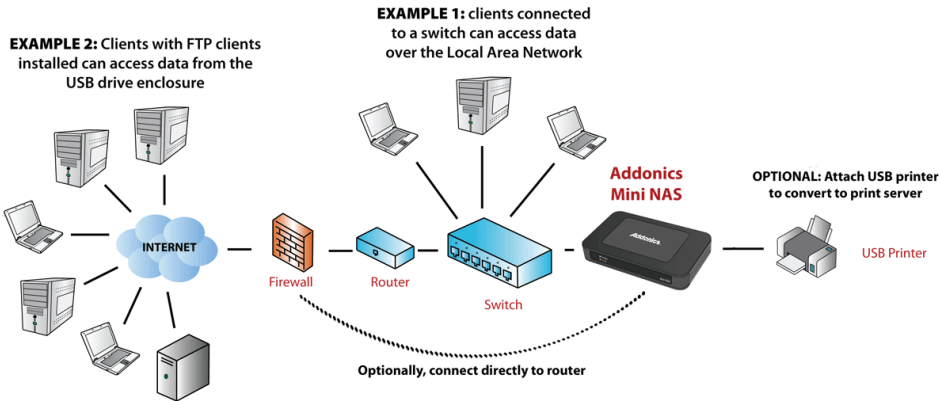 EXAMPLE 1: clients connected
to a switch can access data
over the Local Area Network
EXAMPLE 2: Clients with FTP clients
installed can access data from the
USB drive enclosure
Addonics
Mini NAS
OPTIONAL: Attach USB printer
to convert to print server
INTERNET
Addonics
USB Printer
Firewall
Router
Switch
Optionally, connect directly to router